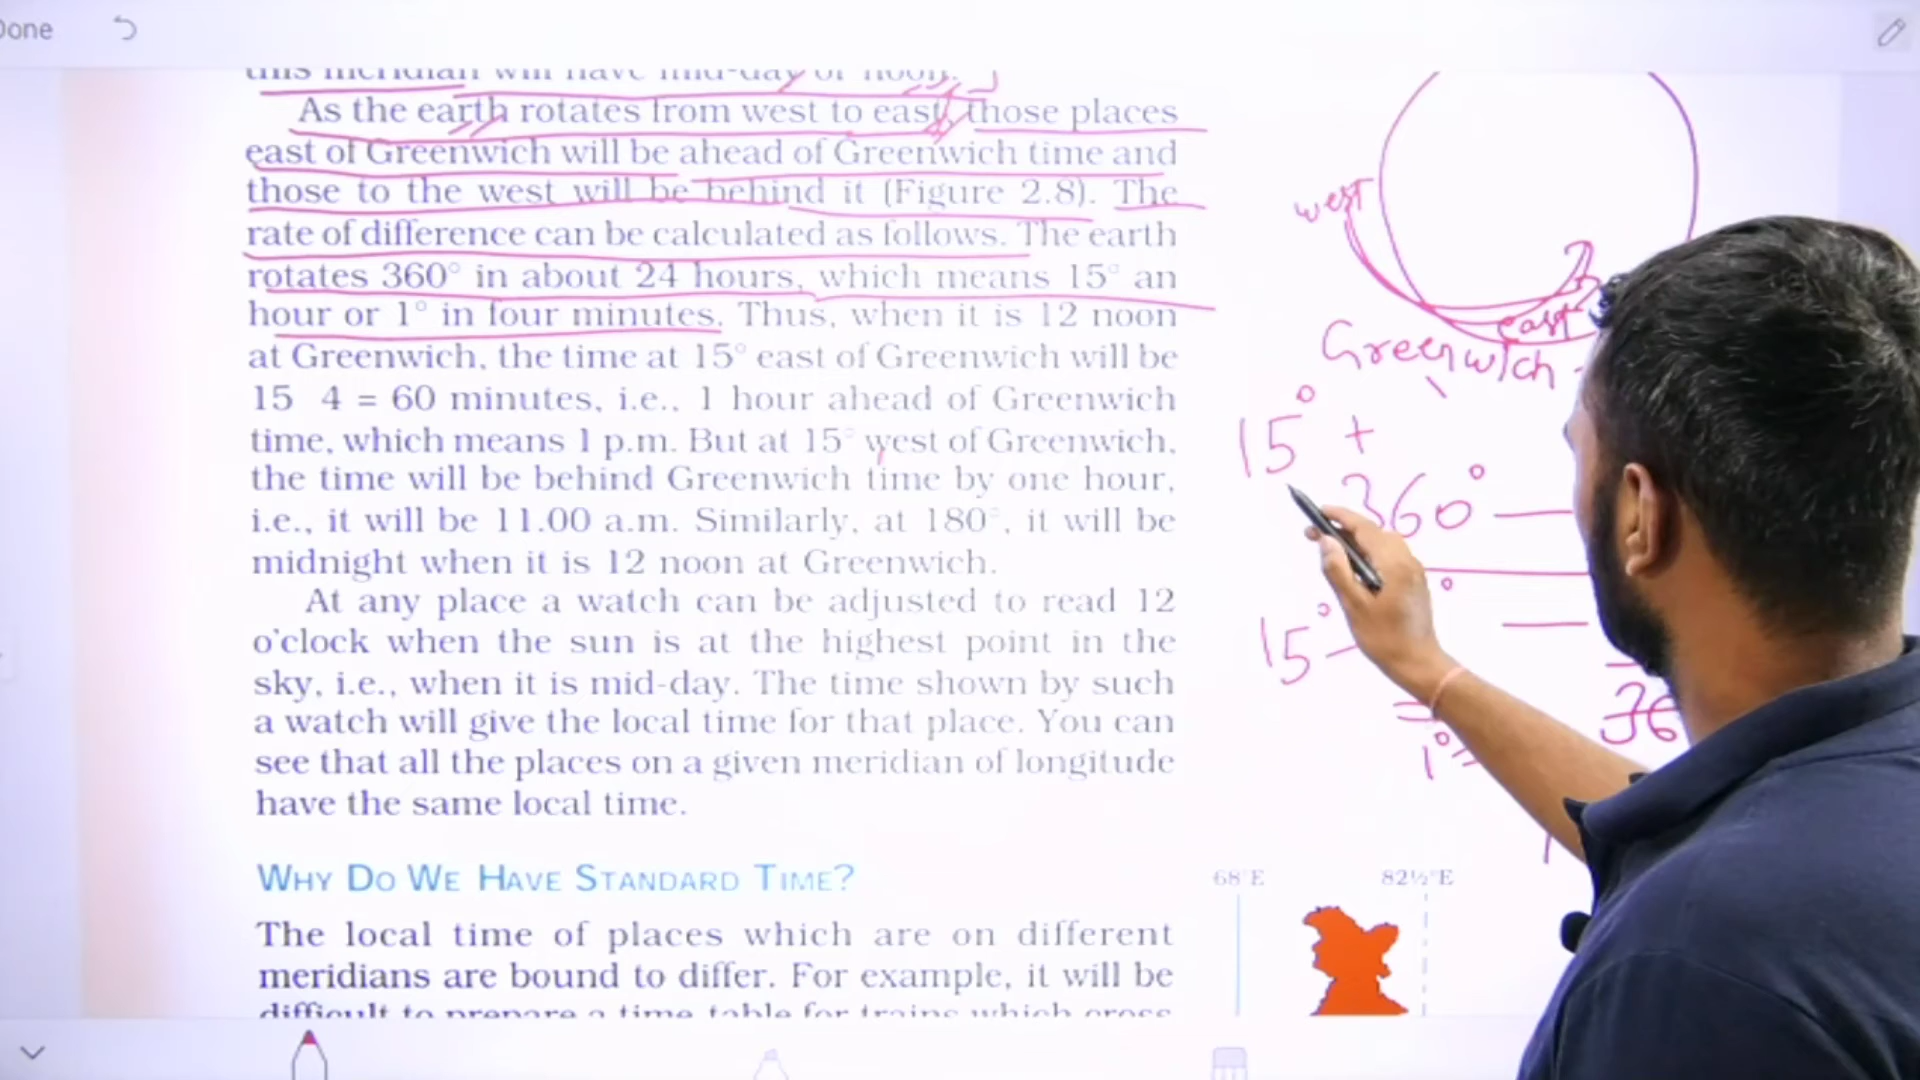 Done
this meridian will have mid-day or noon.
As the earth rotates from west to east, those places
east of Greenwich will be ahead of Greenwich time and
those to the west will be behind it (Figure 2.8). The
rate of difference can be calculated as follows. The earth
rotates 360° in about 24 hours, which means 15° an
hour or 1° in four minutes. Thus, when it is 12 noon
at Greenwich, the time at 15° east of Greenwich will be
15 4 = 60 minutes, i.e., 1 hour ahead of Greenwich
time, which means 1 p.m. But at 15° west of Greenwich,
the time will be behind Greenwich time by one hour,
i.e., it will be 11.00 a.m. Similarly, at 180°, it will be
midnight when it is 12 noon at Greenwich.
At any place a watch can be adjusted to read 12
o'clock when the sun is at the highest point in the
sky, i.e., when it is mid-day. The time shown by such
a watch will give the local time for that place. You can
see that all the places on a given meridian of longitude
have the same local time.
WHY DO WE HAVE STANDARD TIME?
The local time of places which are on different
meridians are bound to differ. For example, it will be
difficult to prepare a time table for trains which cross
west
east
Greenwich
15° +
360°
15° -
36
1° =
68°E 82½°E